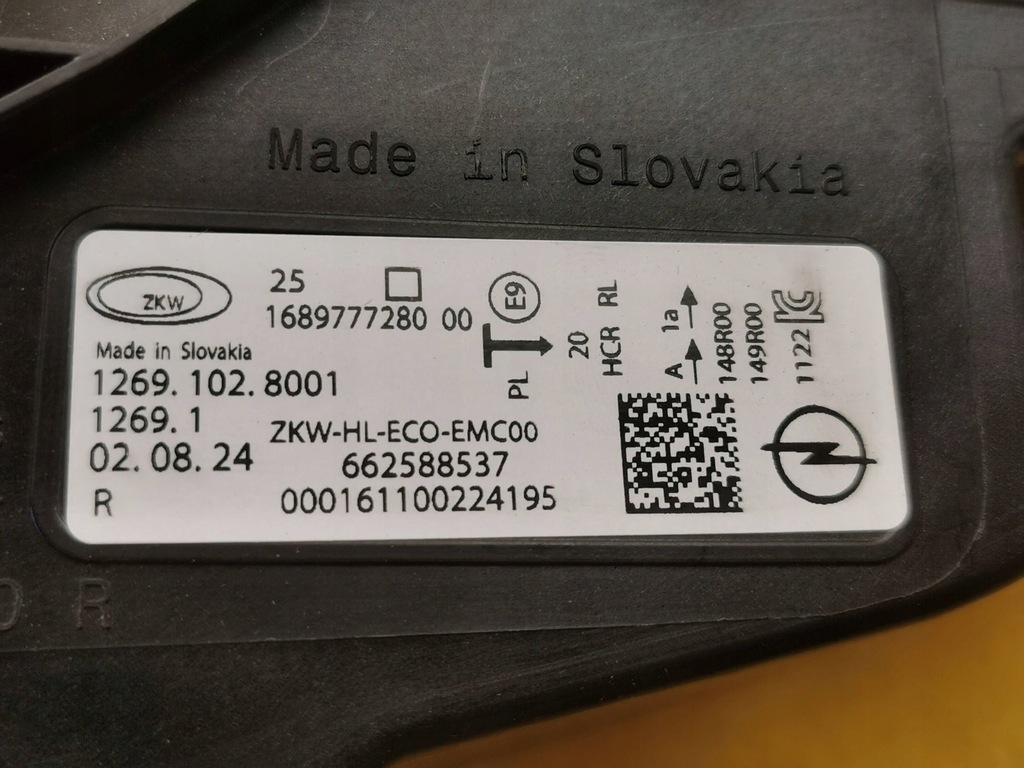 Made in Slovakia
ZKW
25
1689777280 00
Made in Slovakia
1269.102.8001
1269.1
02.08.24
R
ZKW-HL-ECO-EMC00
662588537
000161100224195
E9
PL
20
HCR RL
A 1a
148R00
149R00
1122
R